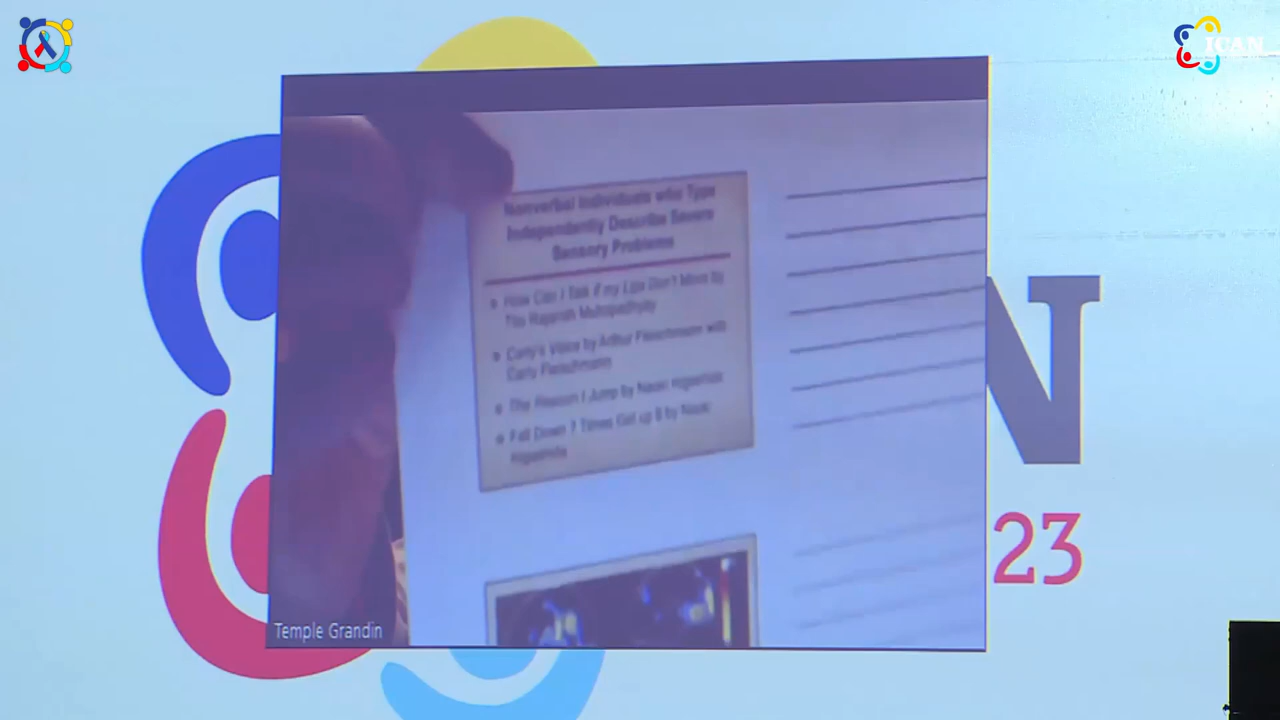 ICAN
Nonverbal Individuals who Type
Independently Describe Severe
Sensory Problems
How Can I Talk if my Lips Don't Move by
Tito Rajarshi Mukhopadhyay
Carly's Voice by Arthur Fleischmann with
Carly Fleischmann
The Reason I Jump by Naoki Higashida
Fall Down 7 Times Get up 8 by Naoki
Higashida
N
23
Temple Grandin